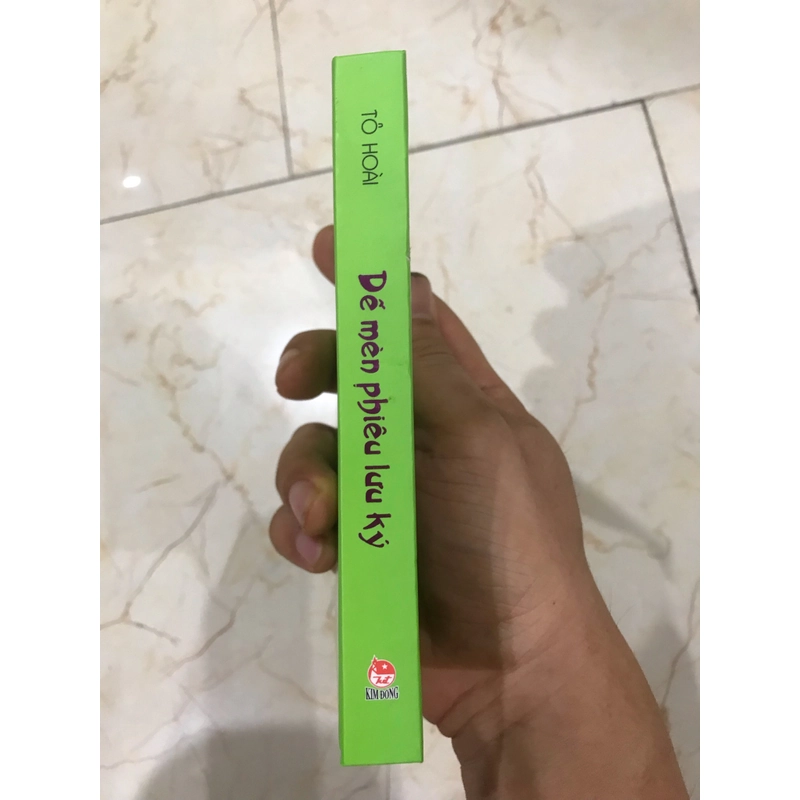 TÔ HOÀI
Dế mèn phiêu lưu ký
KIM ĐỒNG